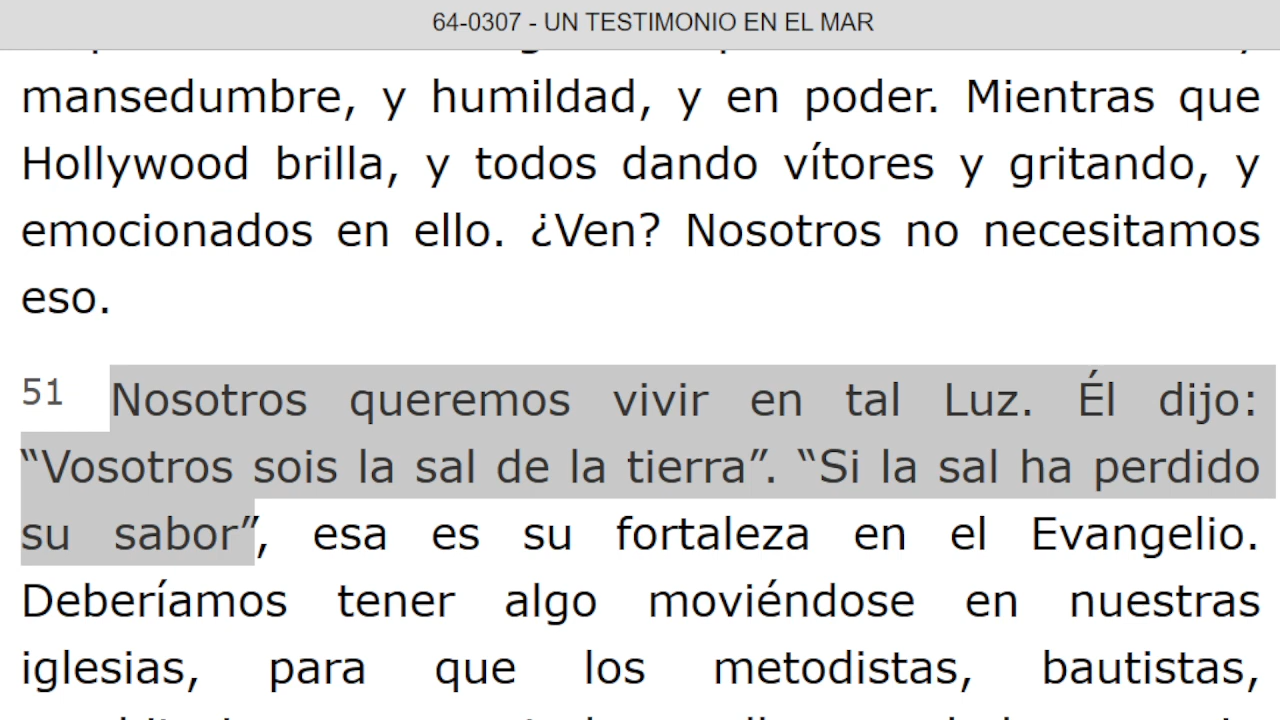 64-0307 - UN TESTIMONIO EN EL MAR
mansedumbre, y humildad, y en poder. Mientras que
Hollywood brilla, y todos dando vítores y gritando, y
emocionados en ello. ¿Ven? Nosotros no necesitamos
eso.
51 Nosotros queremos vivir en tal Luz. Él dijo:
“Vosotros sois la sal de la tierra”. “Si la sal ha perdido
su sabor”, esa es su fortaleza en el Evangelio.
Deberíamos tener algo moviéndose en nuestras
iglesias, para que los metodistas, bautistas,